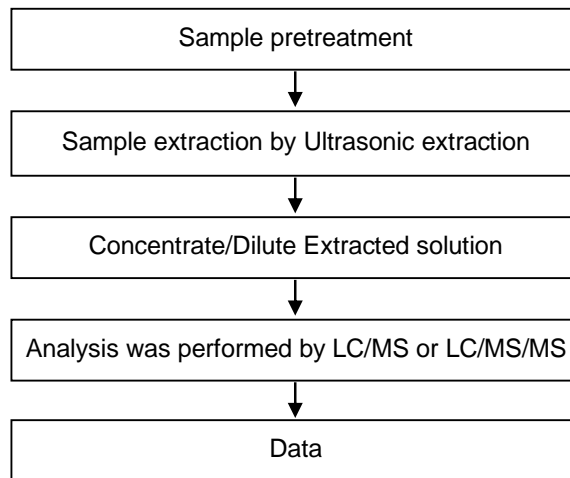 Sample pretreatment
Sample extraction by Ultrasonic extraction
Concentrate/Dilute Extracted solution
Analysis was performed by LC/MS or LC/MS/MS
Data